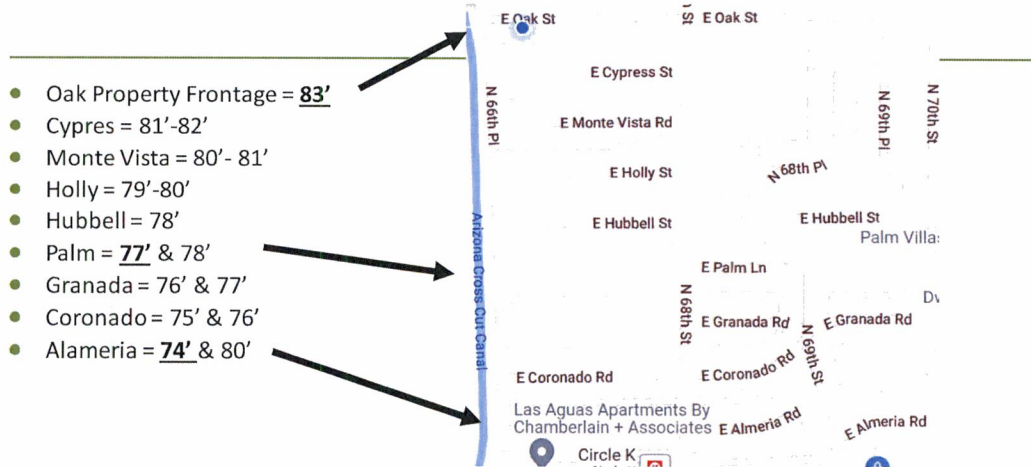 Oak Property Frontage = 83'
Cypres = 81'-82'
Monte Vista = 80'- 81'
Holly = 79'-80'
Hubbell = 78'
Palm = 77' & 78'
Granada = 76' & 77'
Coronado = 75' & 76'
Alameria = 74' & 80'
E Oak St
St
E Oak St
E Cypress St
N 66th Pl
N 69th Pl
N 70th St
E Monte Vista Rd
E Holly St
N 68th Pl
Arizona Cross Cut Canal
E Hubbell St
E Hubbell St
Palm Villas
E Palm Ln
N 68th St
E Granada Rd
E Granada Rd
N 69th St
E Coronado Rd
E Coronado Rd
Las Aguas Apartments By
Chamberlain + Associates
E Almeria Rd
E Almeria Rd
Circle K